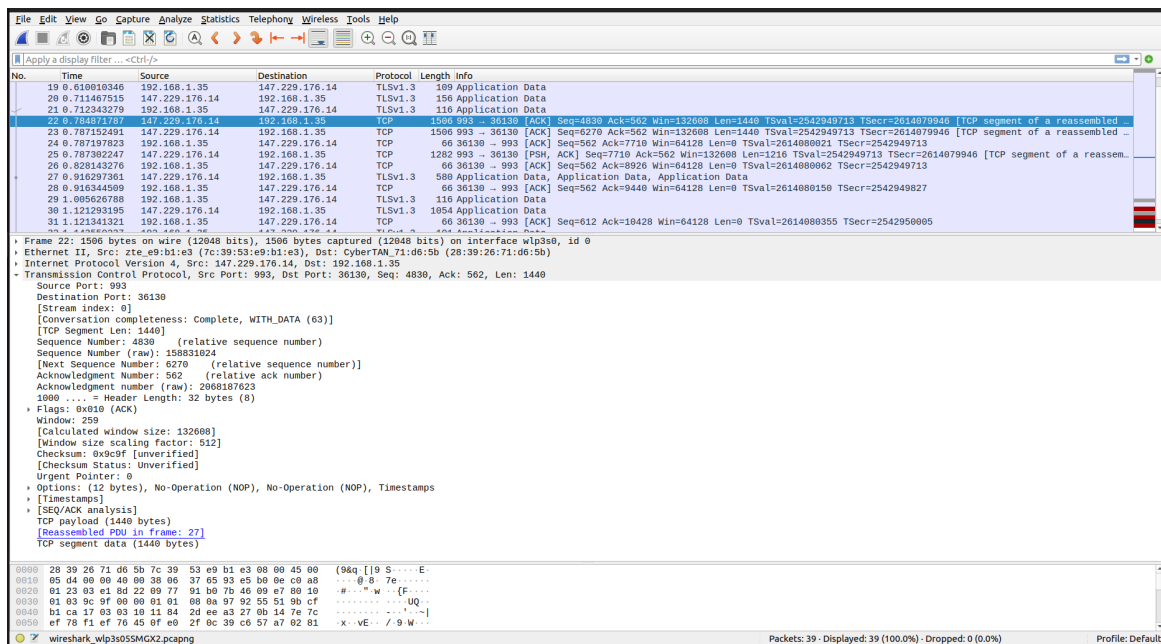 File Edit View Go Capture Analyze Statistics Telephony Wireless Tools Help
Apply a display filter ... <Ctrl-/>
No. Time Source Destination Protocol Length Info
19 0.610010346 192.168.1.35 147.229.176.14 TLSv1.3 109 Application Data
20 0.711467515 147.229.176.14 192.168.1.35 TLSv1.3 156 Application Data
21 0.712343279 192.168.1.35 147.229.176.14 TLSv1.3 116 Application Data
22 0.784871787 147.229.176.14 192.168.1.35 TCP 1506 993 → 36130 [ACK] Seq=4830 Ack=562 Win=132608 Len=1440 TSval=2542949713 TSecr=2614079946 [TCP segment of a reassembled …
23 0.787152491 147.229.176.14 192.168.1.35 TCP 1506 993 → 36130 [ACK] Seq=6270 Ack=562 Win=132608 Len=1440 TSval=2542949713 TSecr=2614079946 [TCP segment of a reassembled …
24 0.787197823 192.168.1.35 147.229.176.14 TCP 66 36130 → 993 [ACK] Seq=562 Ack=7710 Win=64128 Len=0 TSval=2614080021 TSecr=2542949713
25 0.787302247 147.229.176.14 192.168.1.35 TCP 1282 993 → 36130 [PSH, ACK] Seq=7710 Ack=562 Win=132608 Len=1216 TSval=2542949713 TSecr=2614079946 [TCP segment of a reassem…
26 0.828143276 192.168.1.35 147.229.176.14 TCP 66 36130 → 993 [ACK] Seq=562 Ack=8926 Win=64128 Len=0 TSval=2614080062 TSecr=2542949713
27 0.916297361 147.229.176.14 192.168.1.35 TLSv1.3 580 Application Data, Application Data, Application Data
28 0.916344509 192.168.1.35 147.229.176.14 TCP 66 36130 → 993 [ACK] Seq=562 Ack=9440 Win=64128 Len=0 TSval=2614080150 TSecr=2542949827
29 1.005626788 192.168.1.35 147.229.176.14 TLSv1.3 116 Application Data
30 1.121293195 147.229.176.14 192.168.1.35 TLSv1.3 1054 Application Data
31 1.121341321 192.168.1.35 147.229.176.14 TCP 66 36130 → 993 [ACK] Seq=612 Ack=10428 Win=64128 Len=0 TSval=2614080355 TSecr=2542950005
Frame 22: 1506 bytes on wire (12048 bits), 1506 bytes captured (12048 bits) on interface wlp3s0, id 0
Ethernet II, Src: zte_e9:b1:e3 (7c:39:53:e9:b1:e3), Dst: CyberTAN_71:d6:5b (28:39:26:71:d6:5b)
Internet Protocol Version 4, Src: 147.229.176.14, Dst: 192.168.1.35
Transmission Control Protocol, Src Port: 993, Dst Port: 36130, Seq: 4830, Ack: 562, Len: 1440
Source Port: 993
Destination Port: 36130
[Stream index: 0]
[Conversation completeness: Complete, WITH_DATA (63)]
[TCP Segment Len: 1440]
Sequence Number: 4830 (relative sequence number)
Sequence Number (raw): 158831024
[Next Sequence Number: 6270 (relative sequence number)]
Acknowledgment Number: 562 (relative ack number)
Acknowledgment number (raw): 2068187623
1000 .... = Header Length: 32 bytes (8)
Flags: 0x010 (ACK)
Window: 259
[Calculated window size: 132608]
[Window size scaling factor: 512]
Checksum: 0x9c9f [unverified]
[Checksum Status: Unverified]
Urgent Pointer: 0
Options: (12 bytes), No-Operation (NOP), No-Operation (NOP), Timestamps
[Timestamps]
[SEQ/ACK analysis]
TCP payload (1440 bytes)
[Reassembled PDU in frame: 27]
TCP segment data (1440 bytes)
0000 28 39 26 71 d6 5b 7c 39 53 e9 b1 e3 08 00 45 00 (9&q·[|9 S·····E·
0010 05 d4 00 00 40 00 38 06 37 65 93 e5 b0 0e c0 a8 ····@·8· 7e······
0020 01 23 03 e1 8d 22 09 77 91 b0 7b 46 09 e7 80 10 ·#···"·w ··{F····
0030 01 03 9c 9f 00 00 01 01 08 0a 97 92 55 51 9b cf ········ ····UQ··
0040 b1 ca 17 03 03 10 11 84 2d ee a3 27 0b 14 7e 7c ········ -··'··~|
0050 ef 78 f1 ef 76 45 0f e0 2f 0c 39 c6 57 a7 02 81 ·x··vE·· /·9·W···
wireshark_wlp3s05SMGX2.pcapng Packets: 39 · Displayed: 39 (100.0%) · Dropped: 0 (0.0%) Profile: Default